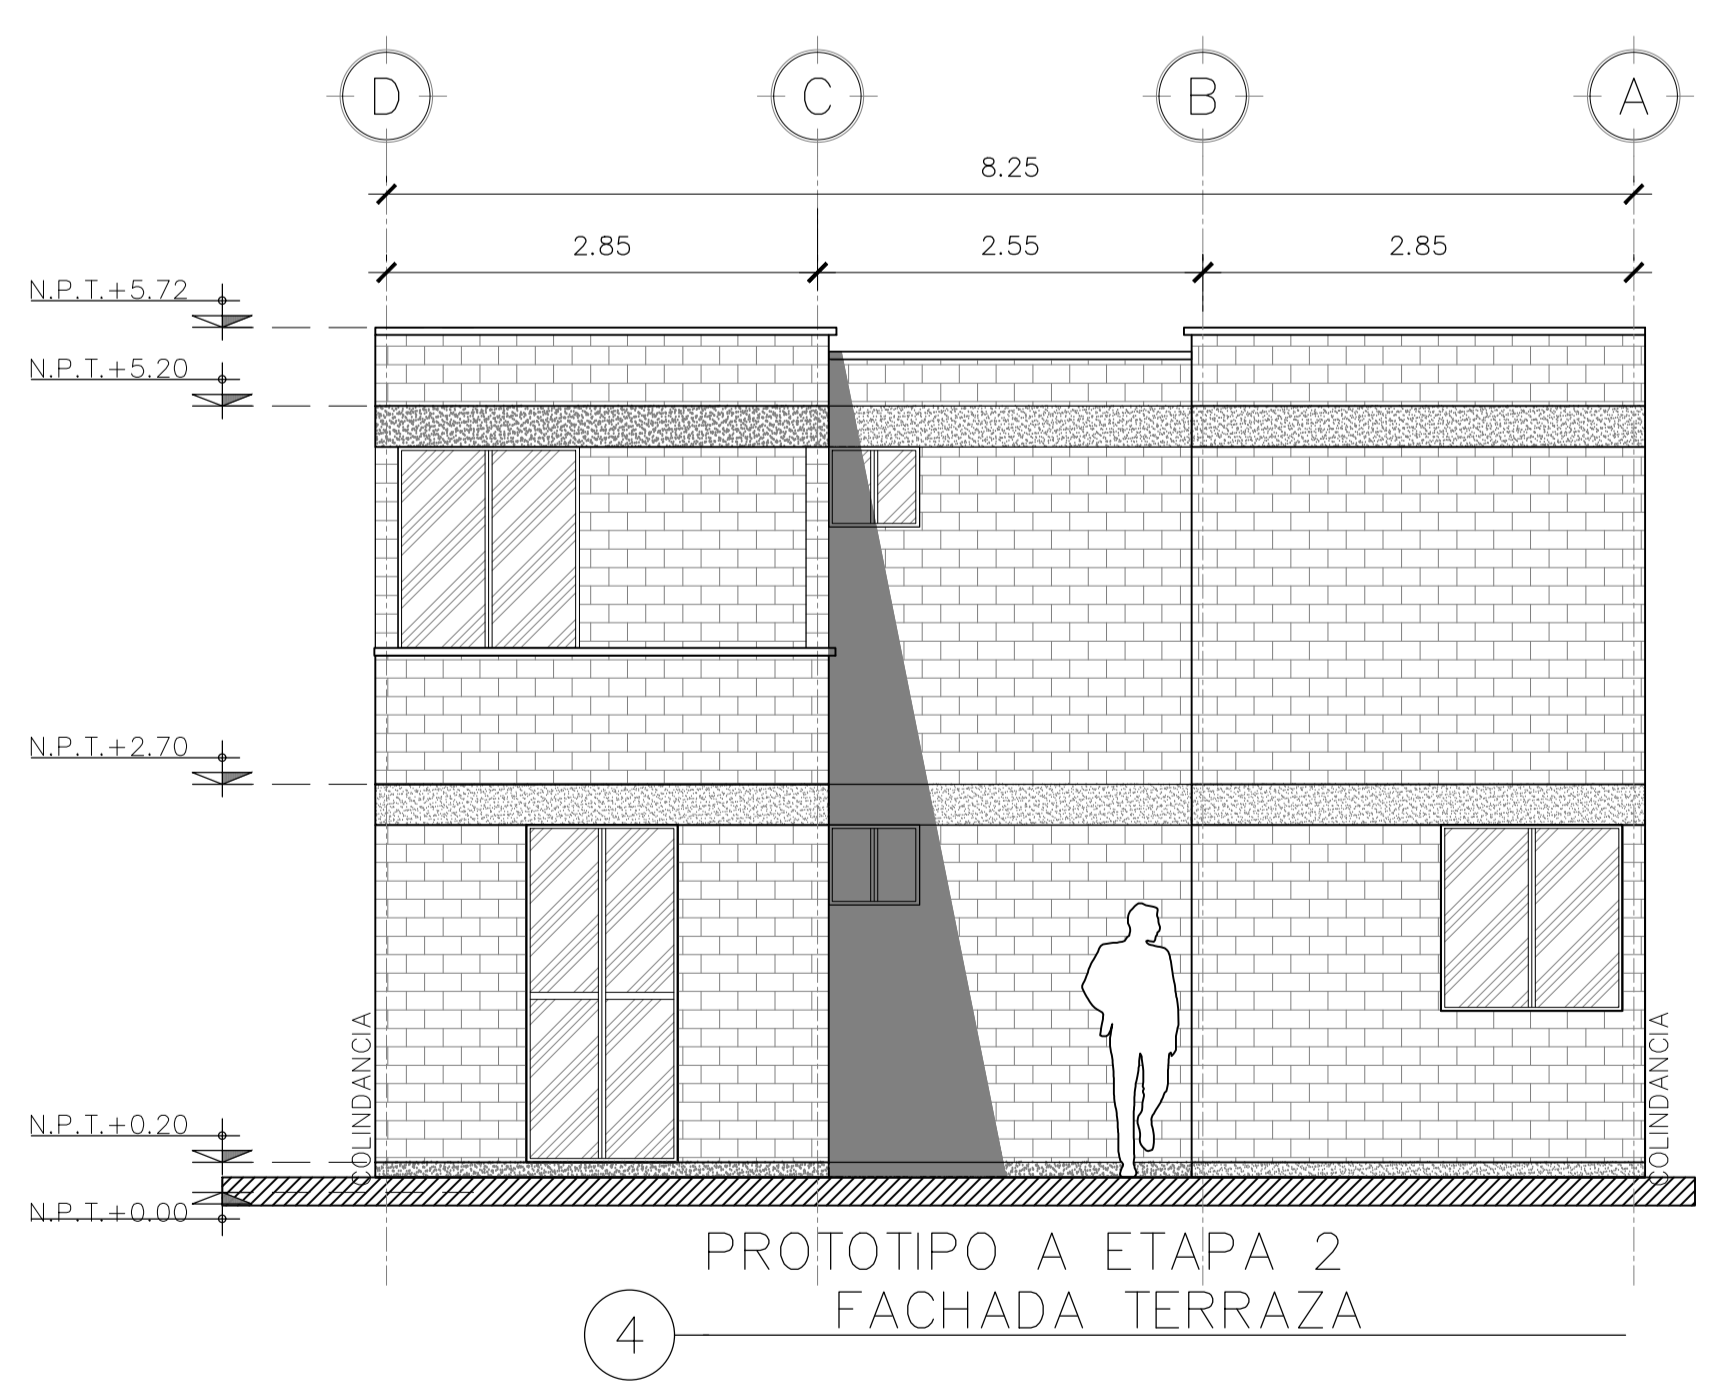 D C B A
8.25
2.85 2.55 2.85
N.P.T.+5.72
N.P.T.+5.20
N.P.T.+2.70
COLINDANCIA
COLINDANCIA
N.P.T.+0.20
N.P.T.+0.00
PROTOTIPO A ETAPA 2
FACHADA TERRAZA
4